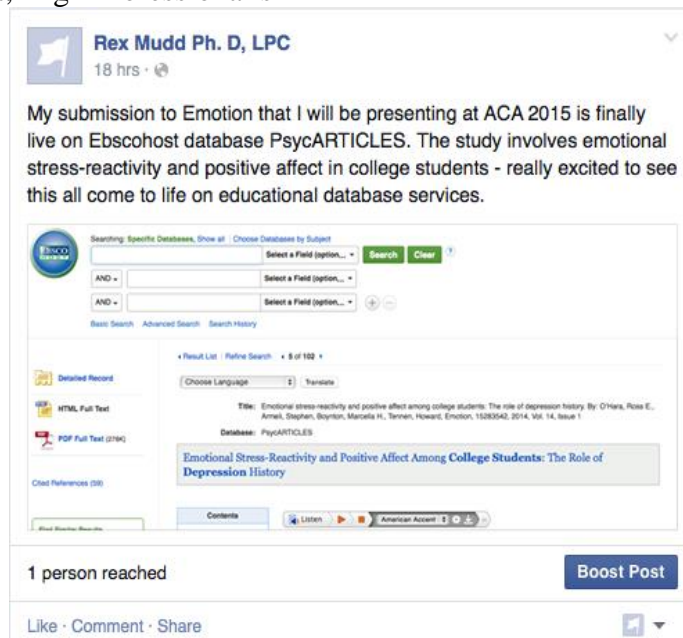 Rex Mudd Ph. D, LPC
18 hrs ·
My submission to Emotion that I will be presenting at ACA 2015 is finally
live on Ebscohost database PsycARTICLES. The study involves emotional
stress-reactivity and positive affect in college students - really excited to see
this all come to life on educational database services.
EBSCO
Searching: Specific Databases, Show all | Choose Databases by Subject
Select a Field (option... Search Clear ?
AND Select a Field (option...
AND Select a Field (option...
Basic Search Advanced Search Search History
Result List | Refine Search 5 of 102
Detailed Record
Choose Language Translate
HTML Full Text
Title: Emotional stress-reactivity and positive affect among college students: The role of depression history. By: O'Hara, Ross E.,
Armeli, Stephen, Boynton, Marcella H., Tennen, Howard, Emotion, 15283542, 2014, Vol. 14, Issue 1
Database: PsycARTICLES
PDF Full Text (276K)
Emotional Stress-Reactivity and Positive Affect Among College Students: The Role of
Depression History
Cited References (59)
Contents
Listen American Accent
1 person reached
Boost Post
Like · Comment · Share